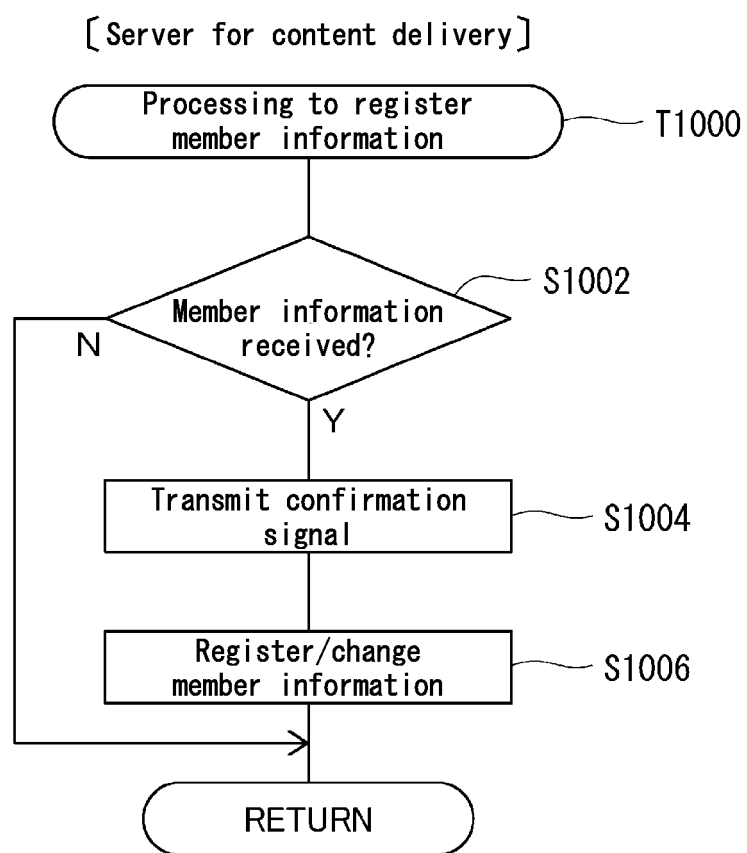 [Server for content delivery]
Processing to register
member information
T1000
S1002
Member information
received?
N
Y
Transmit confirmation
signal
S1004
Register/change
member information
S1006
RETURN